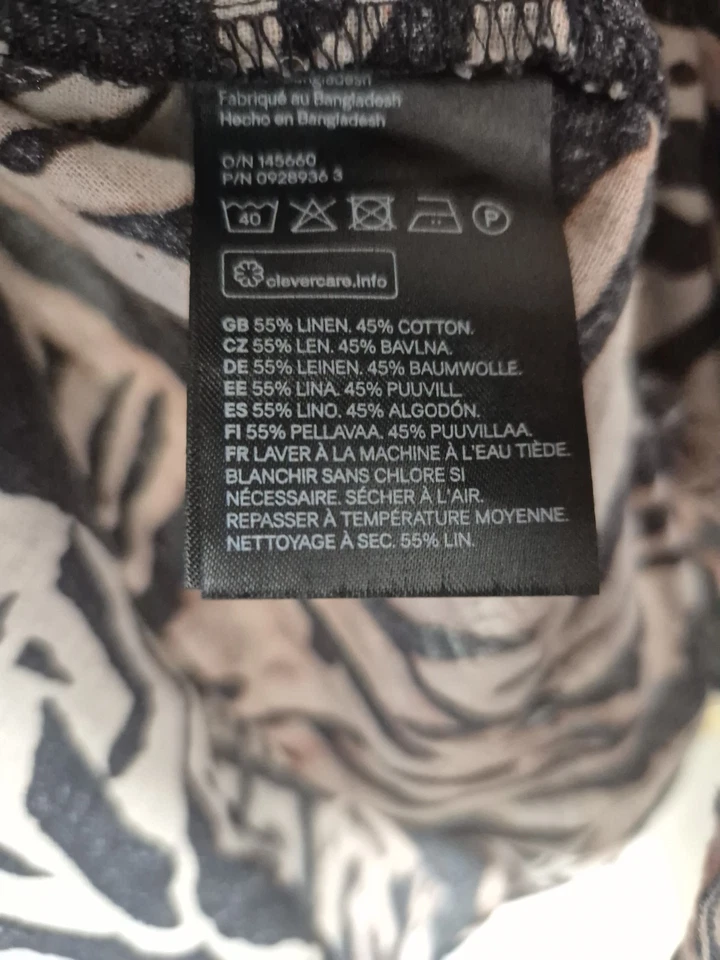 Fabriqué au Bangladesh
Hecho en Bangladesh
O/N 145660
P/N 0928936 3
40
P
clevercare.info
GB 55% LINEN. 45% COTTON.
CZ 55% LEN. 45% BAVLNA.
DE 55% LEINEN. 45% BAUMWOLLE.
EE 55% LINA. 45% PUUVILL.
ES 55% LINO. 45% ALGODÓN.
FI 55% PELLAVAA. 45% PUUVILLAA.
FR LAVER À LA MACHINE À L'EAU TIÈDE.
BLANCHIR SANS CHLORE SI
NÉCESSAIRE. SÉCHER À L'AIR.
REPASSER À TEMPÉRATURE MOYENNE.
NETTOYAGE À SEC. 55% LIN.